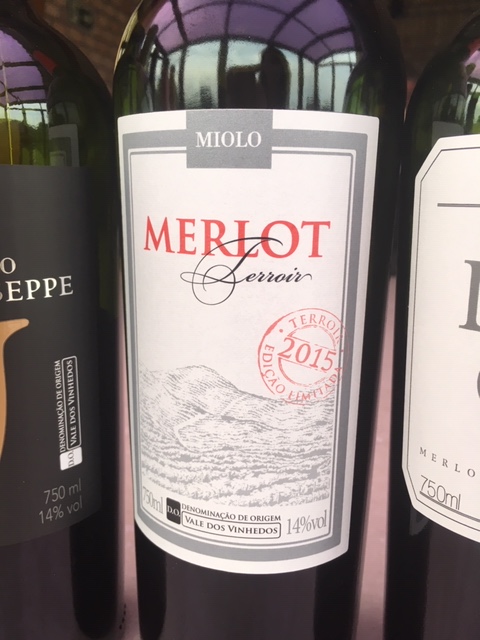 MIOLO
MERLOT
Terroir
TERROIR
2015
EDIÇÃO LIMITADA
750ml
D.O.
DENOMINAÇÃO DE ORIGEM
VALE DOS VINHEDOS
14%vol
O
SEPPE
D.O.
DENOMINAÇÃO DE ORIGEM
VALE DOS VINHEDOS
750 ml
14% vol
MERLO
750ml